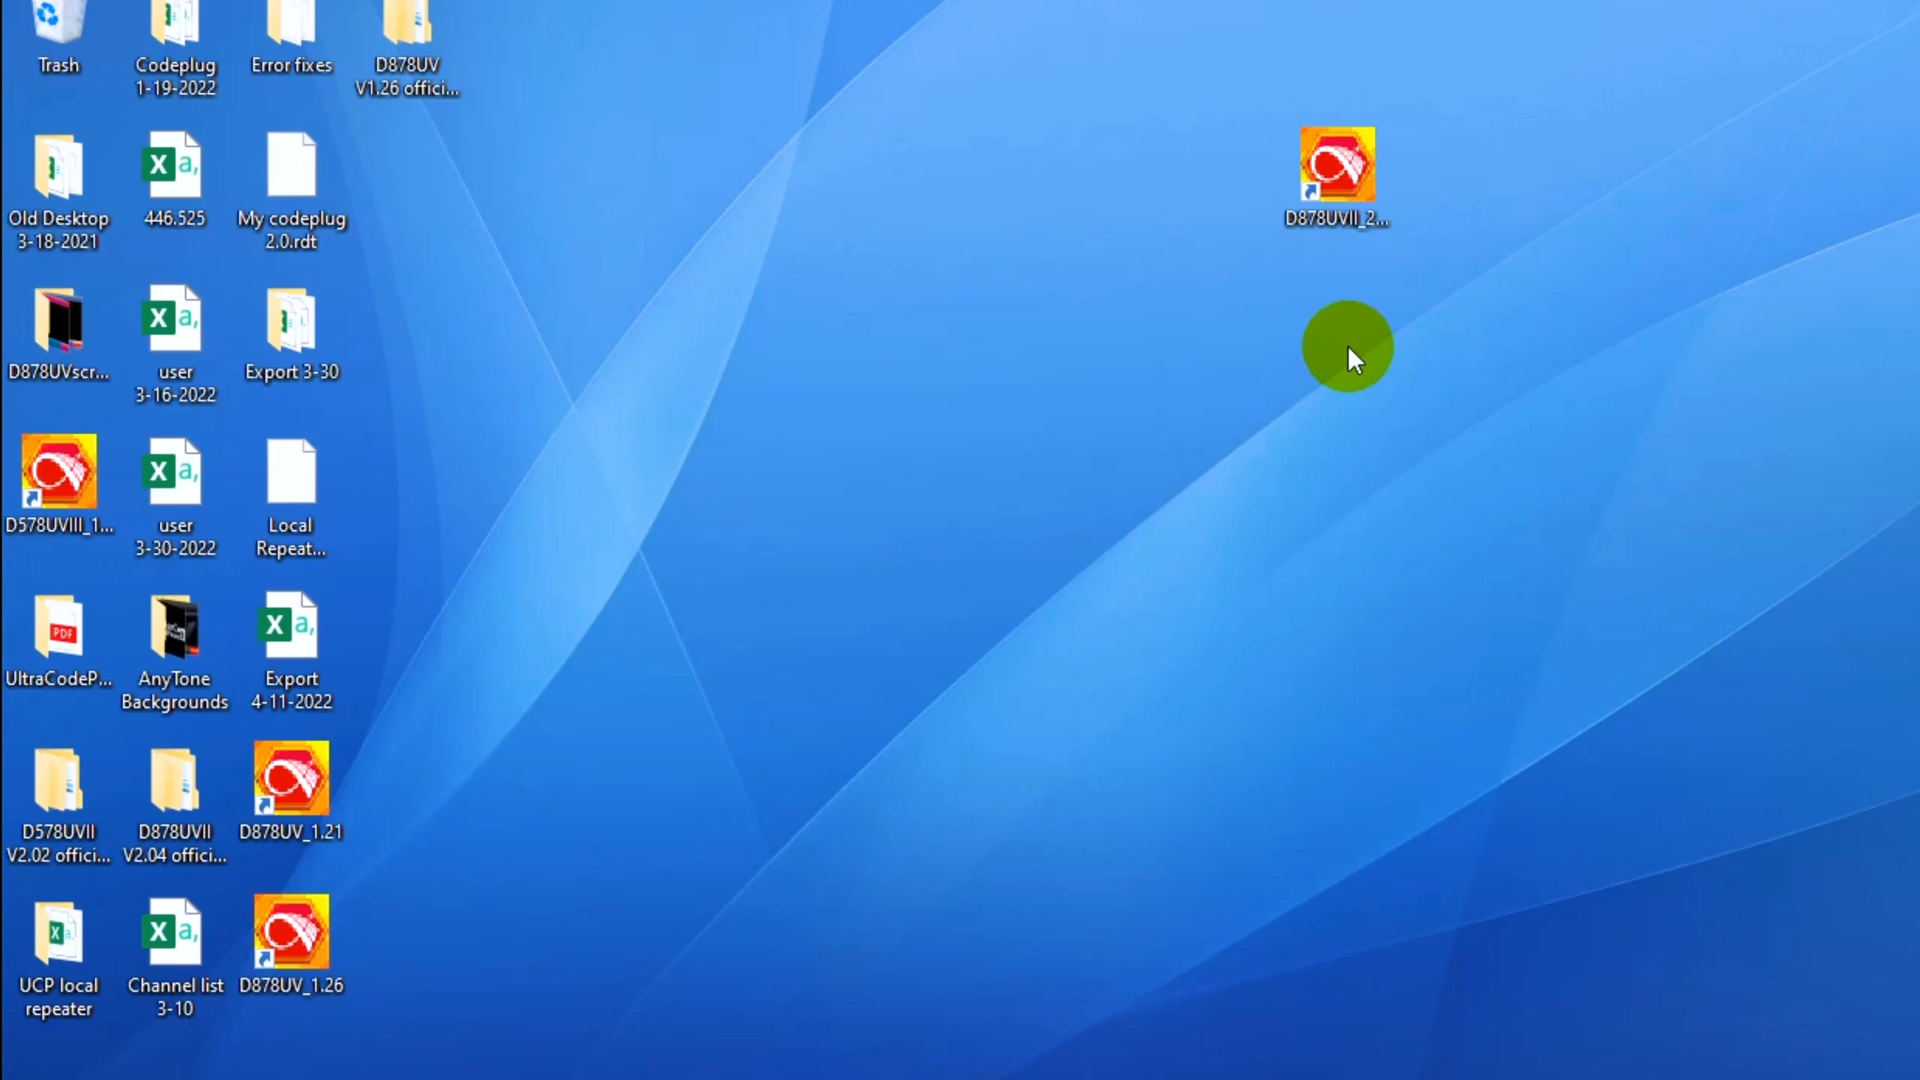 Trash
Codeplug
1-19-2022
Error fixes
D878UV
V1.26 offici...
Old Desktop
3-18-2021
446.525
My codeplug
2.0.rdt
D878UVII_2...
D878UVscr...
user
3-16-2022
Export 3-30
D578UVIII_1...
user
3-30-2022
Local
Repeat...
UltraCodeP...
PDF
AnyTone
Backgrounds
Export
4-11-2022
D578UVII
V2.02 offici...
D878UVII
V2.04 offici...
D878UV_1.21
UCP local
repeater
Channel list
3-10
D878UV_1.26